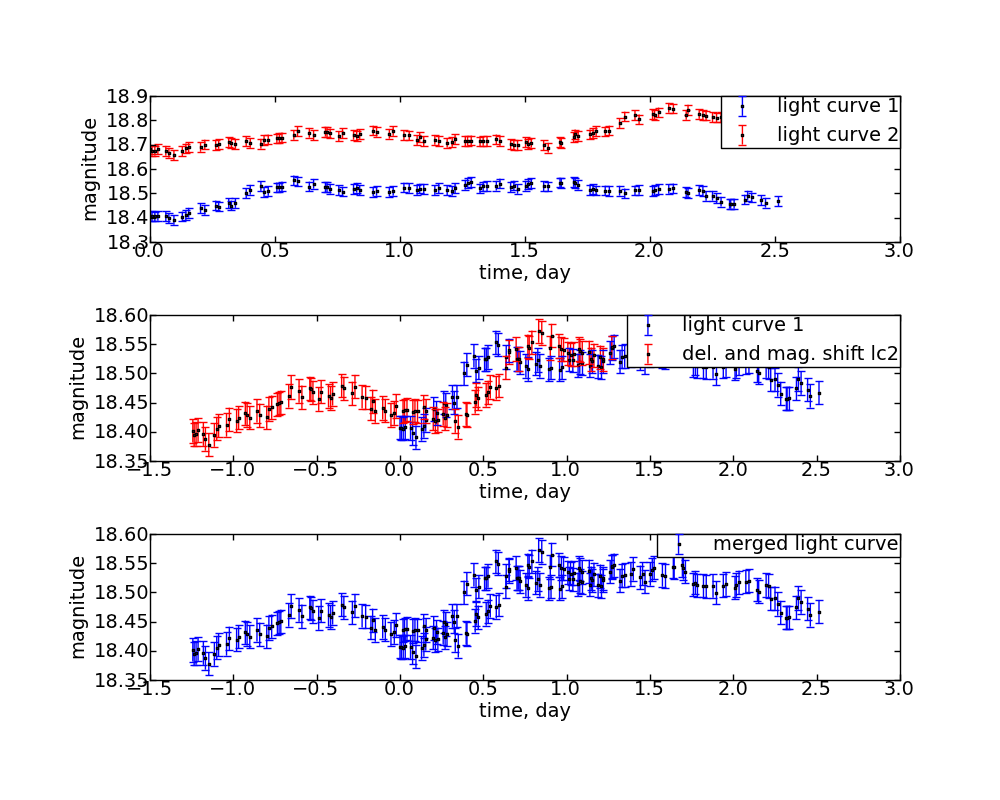 18.9
18.8
18.7
18.6
18.5
18.4
18.3
magnitude
light curve 1
light curve 2
0.0 0.5 1.0 1.5 2.0 2.5 3.0
time, day
18.60
18.55
18.50
18.45
18.40
18.35
magnitude
light curve 1
del. and mag. shift lc2
−1.5 −1.0 −0.5 0.0 0.5 1.0 1.5 2.0 2.5 3.0
time, day
18.60
18.55
18.50
18.45
18.40
18.35
magnitude
merged light curve
−1.5 −1.0 −0.5 0.0 0.5 1.0 1.5 2.0 2.5 3.0
time, day